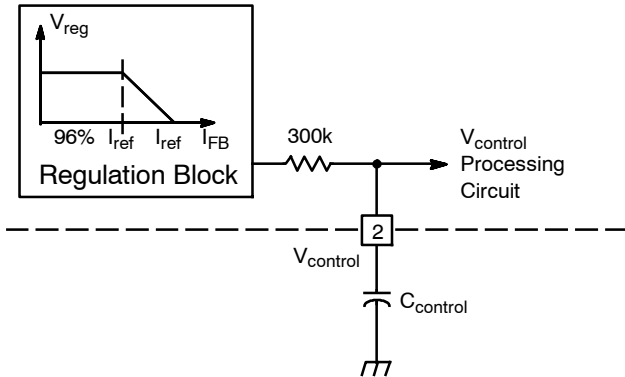 V_reg
96% I_ref I_ref I_FB
Regulation Block
300k
V_control
Processing
Circuit
2
V_control
C_control